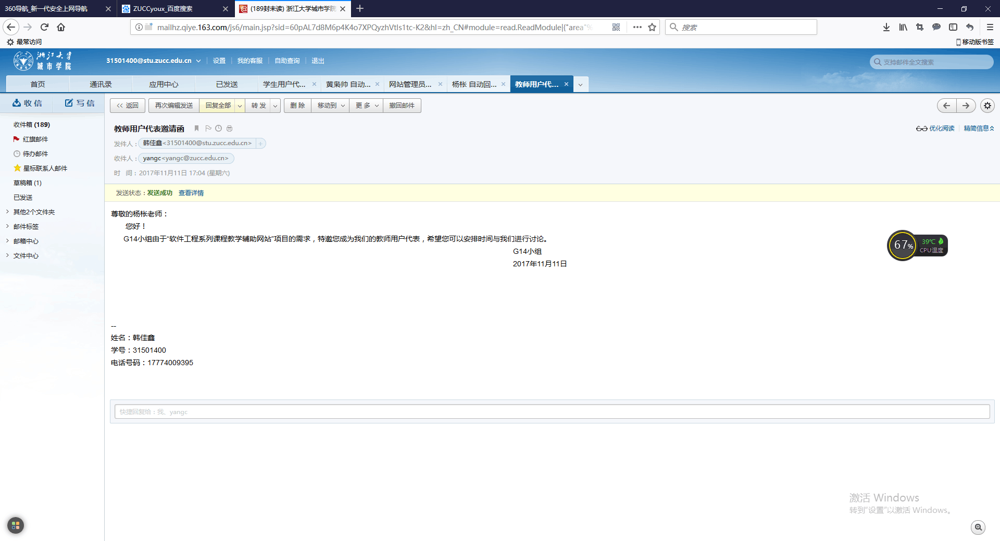 360导航_新一代安全上网导航
ZUCCyoux_百度搜索
(189封未读) 浙江大学城市学院
mailhz.qiye.163.com/js6/main.jsp?sid=60pAL7d8M6p4K4o7XPQyzhVtIs1tc-K2&hl=zh_CN#module=read.ReadModule|{"area"%
搜索
最常访问
移动版书签
浙江大学
城市学院
31501400@stu.zucc.edu.cn 设置 我的客服 自助查询 退出
支持邮件全文搜索
首页 通讯录 应用中心 已发送 学生用户代... 黄枭帅 自动... 网站管理员... 杨枨 自动回... 教师用户代...
收信 写信
<< 返回 再次编辑发送 回复全部 转发 删除 移动到 更多 撤回邮件
收件箱 (189)
红旗邮件
待办邮件
星标联系人邮件
草稿箱 (1)
已发送
其他2个文件夹
邮件标签
邮箱中心
文件中心
教师用户代表邀请函
优化阅读 精简信息
发件人：韩佳鑫<31501400@stu.zucc.edu.cn> +
收件人：yangc<yangc@zucc.edu.cn>
时 间：2017年11月11日 17:04 (星期六)
发送状态：发送成功 查看详情
尊敬的杨枨老师：
您好！
G14小组由于“软件工程系列课程教学辅助网站”项目的需求，特邀您成为我们的教师用户代表，希望您可以安排时间与我们进行讨论。
G14小组
2017年11月11日
67%
39℃
CPU温度
--
姓名：韩佳鑫
学号：31501400
电话号码：17774009395
快捷回复给：我、yangc
激活 Windows
转到“设置”以激活 Windows。